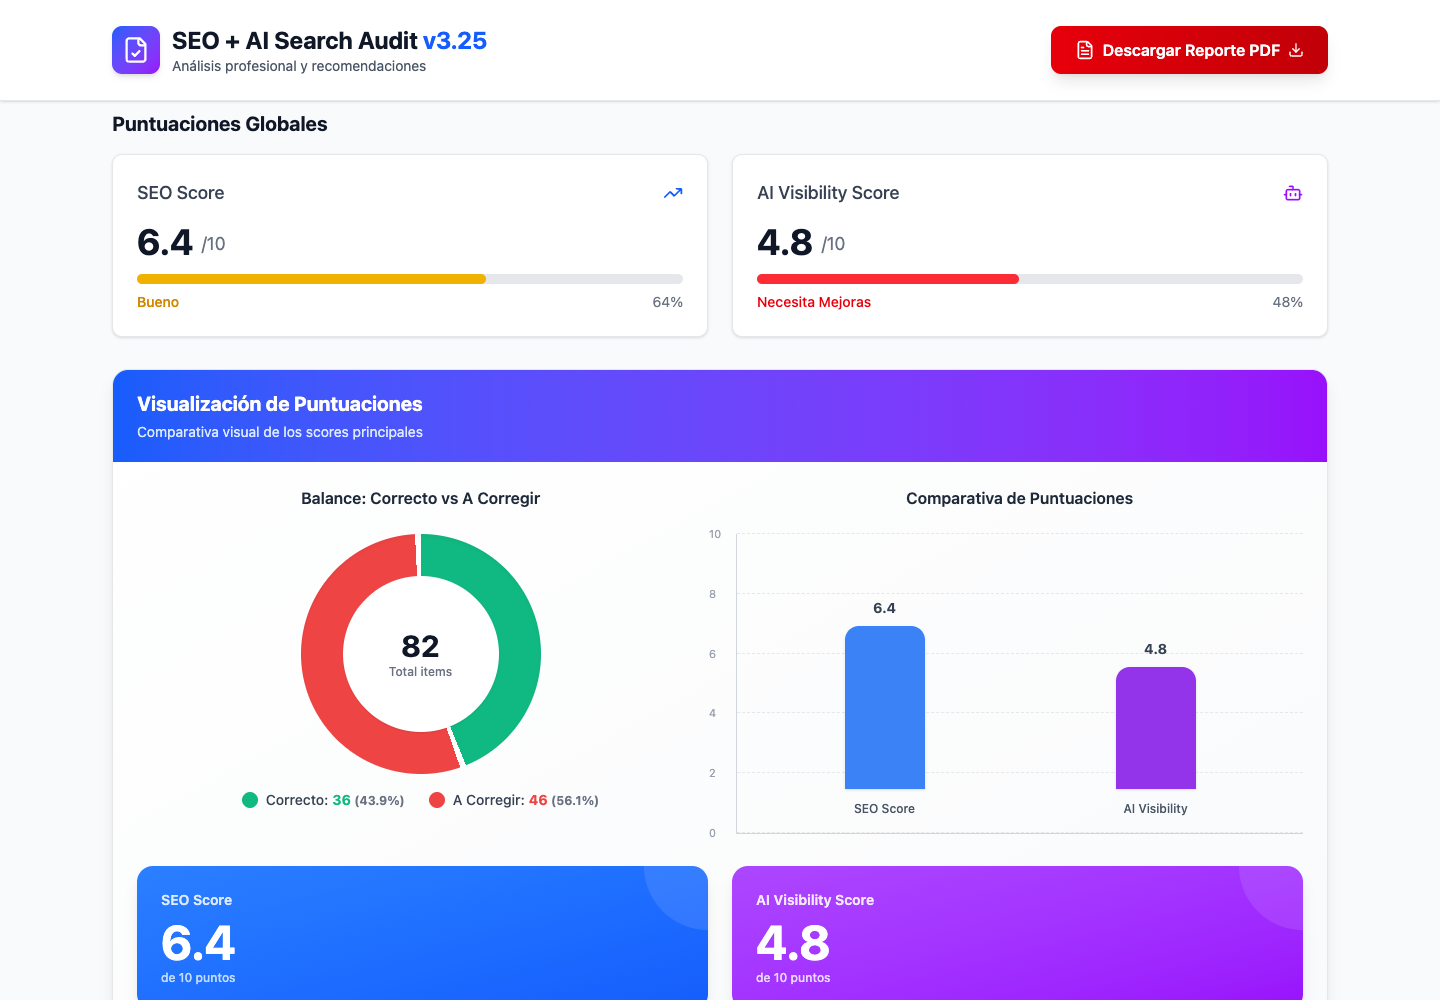 SEO + AI Search Audit v3.25
Análisis profesional y recomendaciones
Descargar Reporte PDF
Puntuaciones Globales
SEO Score
6.4 /10
Bueno
64%
AI Visibility Score
4.8 /10
Necesita Mejoras
48%
Visualización de Puntuaciones
Comparativa visual de los scores principales
Balance: Correcto vs A Corregir
82
Total items
Correcto: 36 (43.9%)
A Corregir: 46 (56.1%)
Comparativa de Puntuaciones
10
8
6
4
2
0
6.4
4.8
SEO Score
AI Visibility
SEO Score
6.4
de 10 puntos
AI Visibility Score
4.8
de 10 puntos